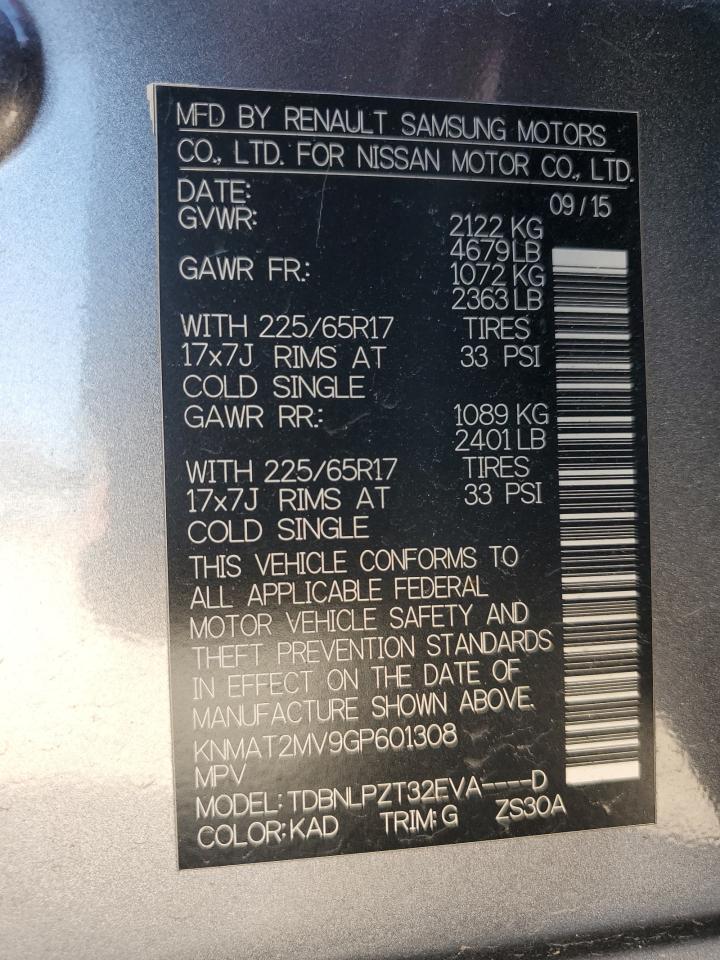 MFD BY RENAULT SAMSUNG MOTORS
CO., LTD. FOR NISSAN MOTOR CO., LTD.
DATE: 09/15
GVWR: 2122 KG
4679 LB
GAWR FR.: 1072 KG
2363 LB
WITH 225/65R17 TIRES
17x7J RIMS AT 33 PSI
COLD SINGLE
GAWR RR.: 1089 KG
2401 LB
WITH 225/65R17 TIRES
17x7J RIMS AT 33 PSI
COLD SINGLE
THIS VEHICLE CONFORMS TO
ALL APPLICABLE FEDERAL
MOTOR VEHICLE SAFETY AND
THEFT PREVENTION STANDARDS
IN EFFECT ON THE DATE OF
MANUFACTURE SHOWN ABOVE.
KNMAT2MV9GP601308
MPV
MODEL: TDBNLPZT32EVA----D
COLOR: KAD TRIM: G ZS30A